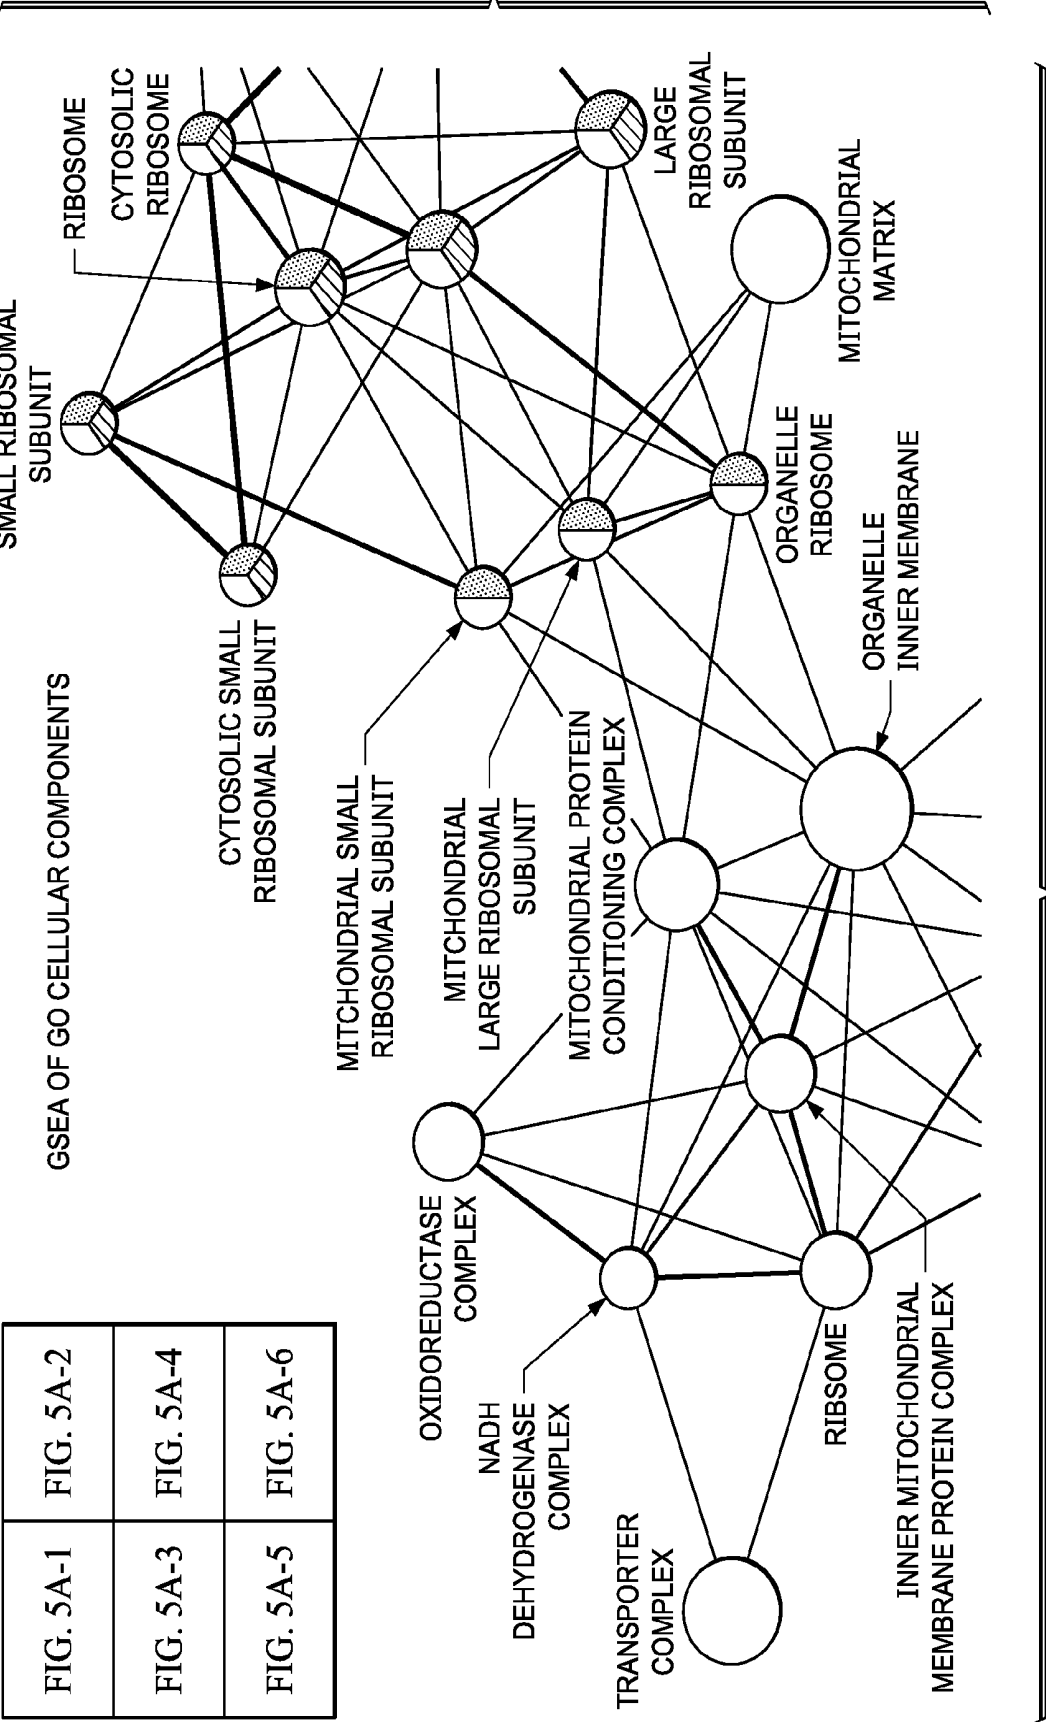 FIG. 5A-1
FIG. 5A-2
FIG. 5A-3
FIG. 5A-4
FIG. 5A-5
FIG. 5A-6
GSEA OF GO CELLULAR COMPONENTS
SMALL RIBOSOMAL
SUBUNIT
RIBOSOME
CYTOSOLIC
RIBOSOME
CYTOSOLIC SMALL
RIBOSOMAL SUBUNIT
LARGE
RIBOSOMAL
SUBUNIT
MITOCHONDRIAL
MATRIX
MITCHONDRIAL SMALL
RIBOSOMAL SUBUNIT
MITCHONDRIAL
LARGE RIBOSOMAL
SUBUNIT
ORGANELLE
RIBOSOME
MITOCHONDRIAL PROTEIN
CONDITIONING COMPLEX
ORGANELLE
INNER MEMBRANE
OXIDOREDUCTASE
COMPLEX
NADH
DEHYDROGENASE
COMPLEX
TRANSPORTER
COMPLEX
RIBSOME
INNER MITOCHONDRIAL
MEMBRANE PROTEIN COMPLEX